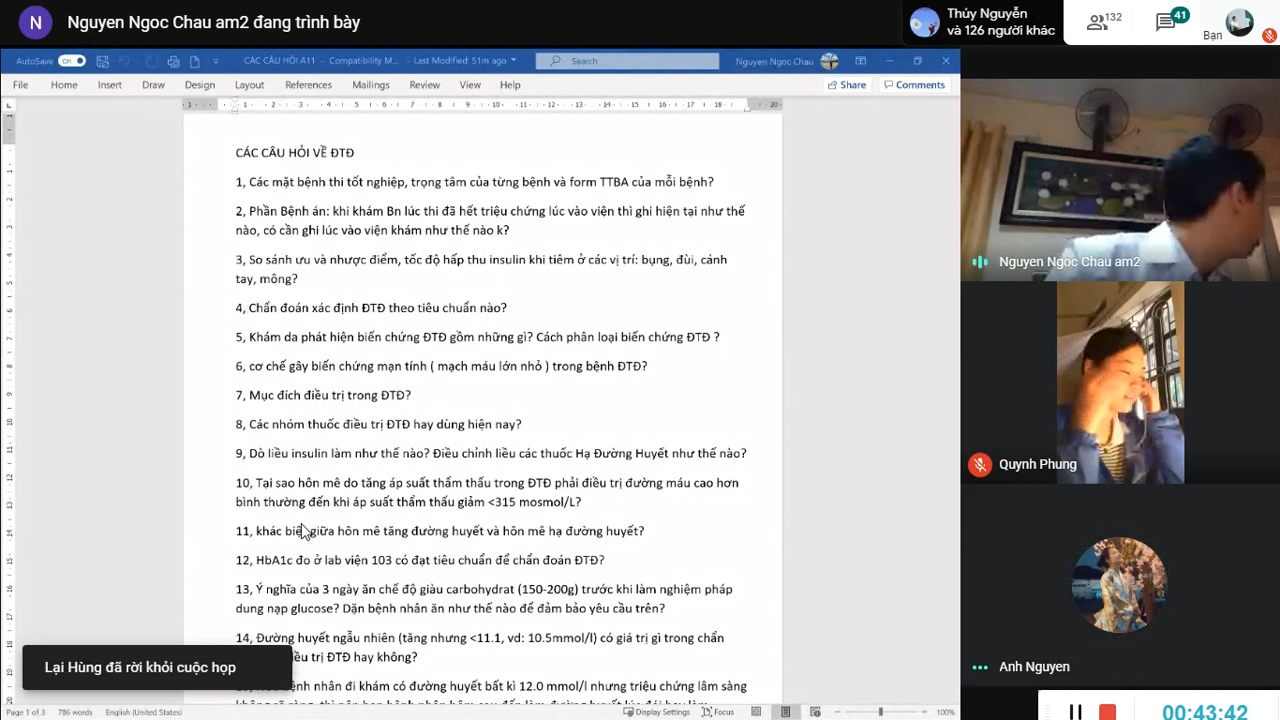 N Nguyen Ngoc Chau am2 đang trình bày
Thúy Nguyễn
và 126 người khác
132
41
Bạn
AutoSave On
CÁC CÂU HỎI A11 - Compatibility M... - Last Modified: 51m ago
Search
Nguyen Ngoc Chau
File Home Insert Draw Design Layout References Mailings Review View Help
Share Comments
CÁC CÂU HỎI VỀ ĐTĐ
1, Các mặt bệnh thi tốt nghiệp, trọng tâm của từng bệnh và form TTBA của mỗi bệnh?
2, Phần Bệnh án: khi khám Bn lúc thi đã hết triệu chứng lúc vào viện thì ghi hiện tại như thế
nào, có cần ghi lúc vào viện khám như thế nào k?
3, So sánh ưu và nhược điểm, tốc độ hấp thu insulin khi tiêm ở các vị trí: bụng, đùi, cánh
tay, mông?
4, Chẩn đoán xác định ĐTĐ theo tiêu chuẩn nào?
5, Khám da phát hiện biến chứng ĐTĐ gồm những gì? Cách phân loại biến chứng ĐTĐ ?
6, cơ chế gây biến chứng mạn tính ( mạch máu lớn nhỏ ) trong bệnh ĐTĐ?
7, Mục đích điều trị trong ĐTĐ?
8, Các nhóm thuốc điều trị ĐTĐ hay dùng hiện nay?
9, Dò liều insulin làm như thế nào? Điều chỉnh liều các thuốc Hạ Đường Huyết như thế nào?
10, Tại sao hôn mê do tăng áp suất thẩm thấu trong ĐTĐ phải điều trị đường máu cao hơn
bình thường đến khi áp suất thẩm thấu giảm <315 mosmol/L?
11, khác biệt giữa hôn mê tăng đường huyết và hôn mê hạ đường huyết?
12, HbA1c đo ở lab viện 103 có đạt tiêu chuẩn để chẩn đoán ĐTĐ?
13, Ý nghĩa của 3 ngày ăn chế độ giàu carbohydrat (150-200g) trước khi làm nghiệm pháp
dung nạp glucose? Dặn bệnh nhân ăn như thế nào để đảm bảo yêu cầu trên?
14, Đường huyết ngẫu nhiên (tăng nhưng <11.1, vd: 10.5mmol/l) có giá trị gì trong chẩn
điều trị ĐTĐ hay không?
bệnh nhân đi khám có đường huyết bất kì 12.0 mmol/l nhưng triệu chứng lâm sàng
Lại Hùng đã rời khỏi cuộc họp
Page 1 of 3 786 words English (United States)
Display Settings Focus 100%
Nguyen Ngoc Chau am2
Quynh Phung
Anh Nguyen
00:43:42